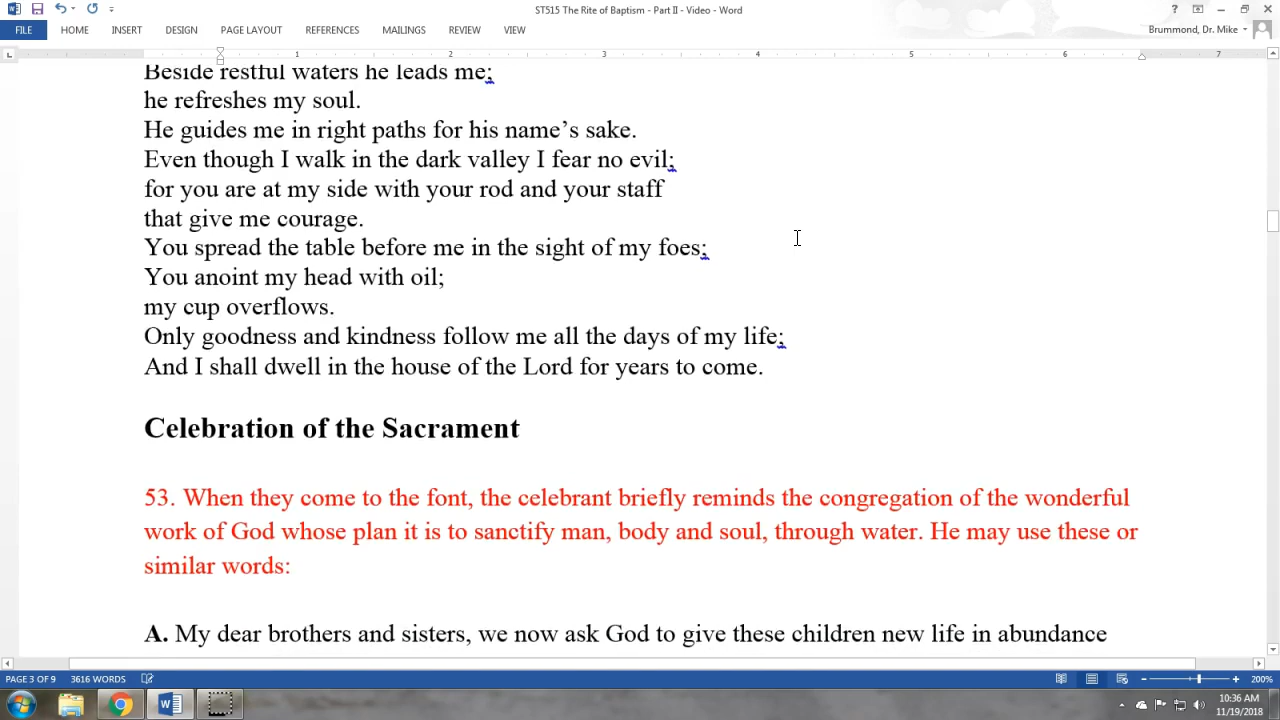 ST515 The Rite of Baptism - Part II - Video - Word
FILE HOME INSERT DESIGN PAGE LAYOUT REFERENCES MAILINGS REVIEW VIEW Brummond, Dr. Mike
1 2 3 4 5 6 7
Beside restful waters he leads me;
he refreshes my soul.
He guides me in right paths for his name’s sake.
Even though I walk in the dark valley I fear no evil;
for you are at my side with your rod and your staff
that give me courage.
You spread the table before me in the sight of my foes;
You anoint my head with oil;
my cup overflows.
Only goodness and kindness follow me all the days of my life;
And I shall dwell in the house of the Lord for years to come.
Celebration of the Sacrament
53. When they come to the font, the celebrant briefly reminds the congregation of the wonderful
work of God whose plan it is to sanctify man, body and soul, through water. He may use these or
similar words:
A. My dear brothers and sisters, we now ask God to give these children new life in abundance
PAGE 3 OF 9 3616 WORDS 200%
10:36 AM
11/19/2018